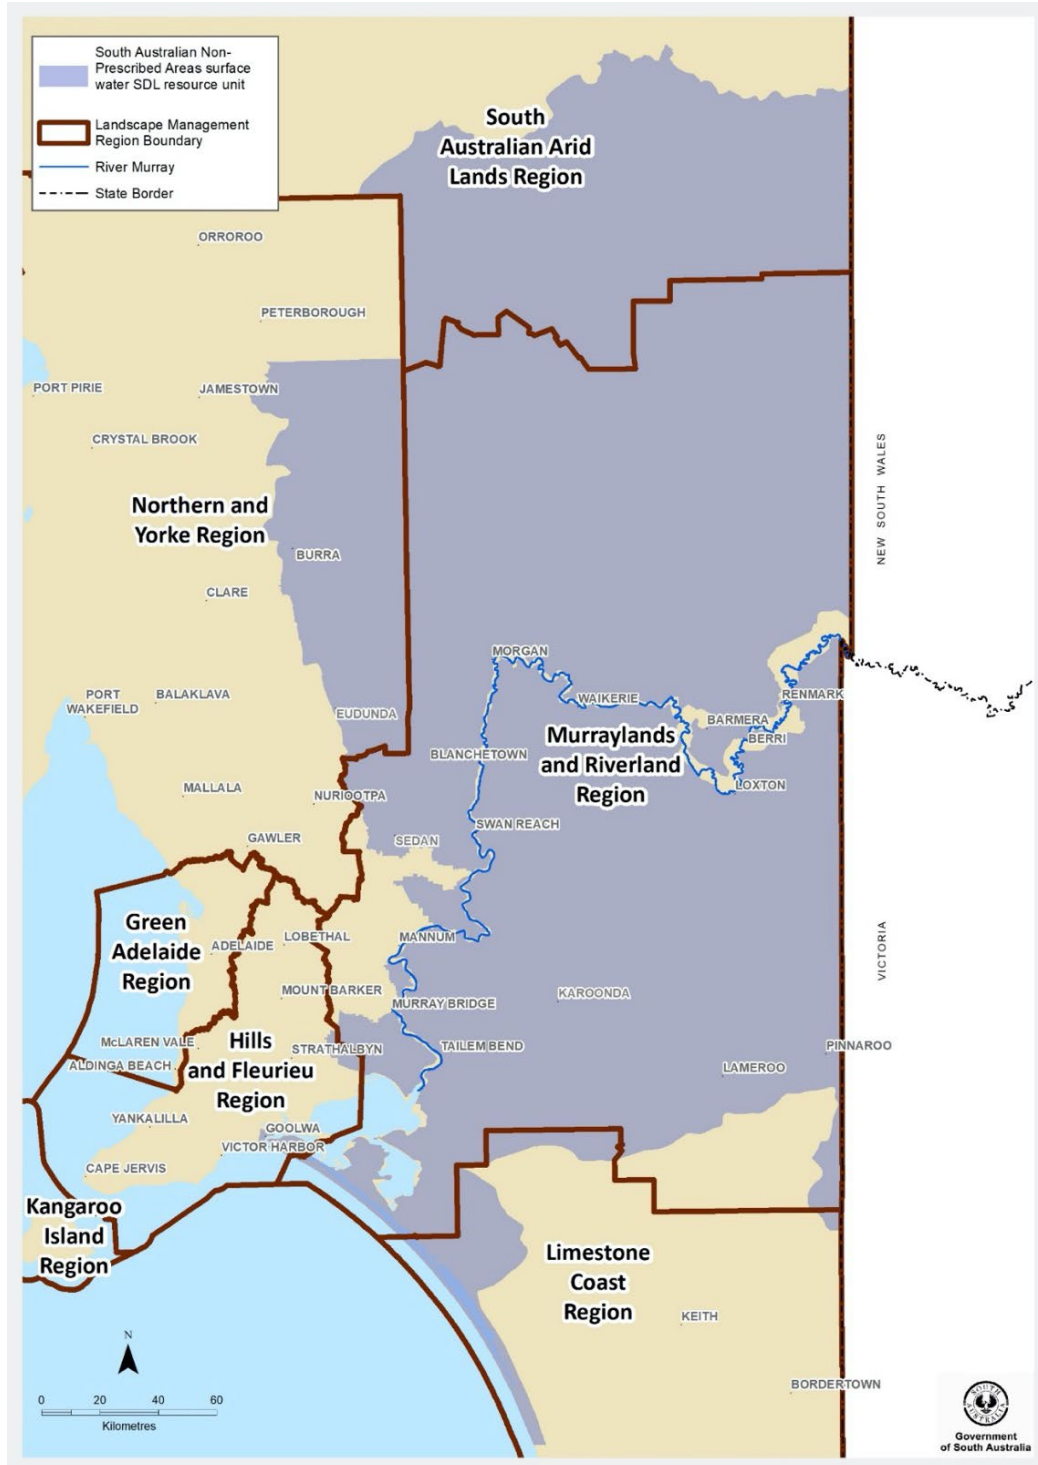 South Australian Non-
Prescribed Areas surface
water SDL resource unit
Landscape Management
Region Boundary
River Murray
State Border
South
Australian Arid
Lands Region
ORROROO
PETERBOROUGH
PORT PIRIE
JAMESTOWN
CRYSTAL BROOK
NEW SOUTH WALES
Northern and
Yorke Region
BURRA
CLARE
MORGAN
PORT
WAKEFIELD
BALAKLAVA
WAIKERIE
RENMARK
EUDUNDA
BARMERA
BERRI
Murraylands
and Riverland
Region
BLANCHETOWN
MALLALA
NURIOOTPA
LOXTON
SWAN REACH
GAWLER
SEDAN
Green
Adelaide
Region
ADELAIDE
LOBETHAL
MANNUM
VICTORIA
MOUNT BARKER
MURRAY BRIDGE
KAROONDA
McLAREN VALE
ALDINGA BEACH
Hills
and Fleurieu
Region
STRATHALBYN
TAILEM BEND
PINNAROO
LAMEROO
YANKALILLA
GOOLWA
VICTOR HARBOR
CAPE JERVIS
Kangaroo
Island
Region
Limestone
Coast
Region
KEITH
BORDERTOWN
N
0 20 40 60
Kilometres
SOUTH
AUSTRALIA
Government
of South Australia